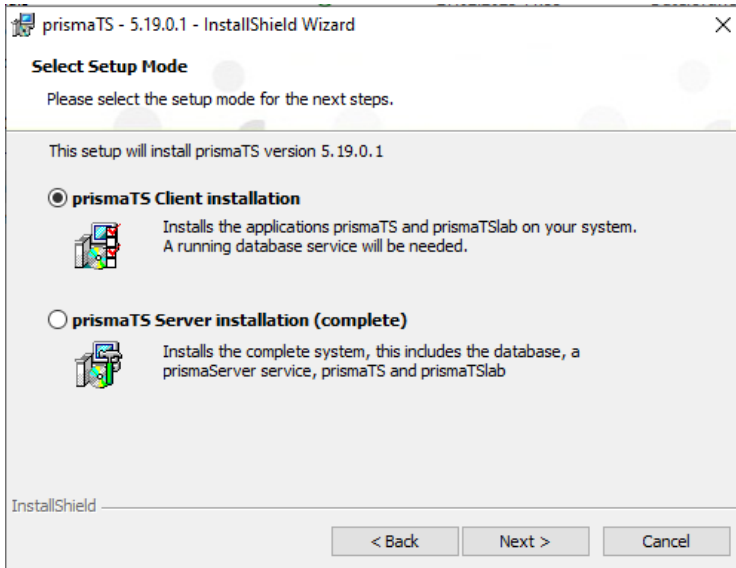 prismaTS - 5.19.0.1 - InstallShield Wizard
Select Setup Mode
Please select the setup mode for the next steps.
This setup will install prismaTS version 5.19.0.1
prismaTS Client installation
Installs the applications prismaTS and prismaTSlab on your system.
A running database service will be needed.
prismaTS Server installation (complete)
Installs the complete system, this includes the database, a
prismaServer service, prismaTS and prismaTSlab
InstallShield
< Back Next > Cancel